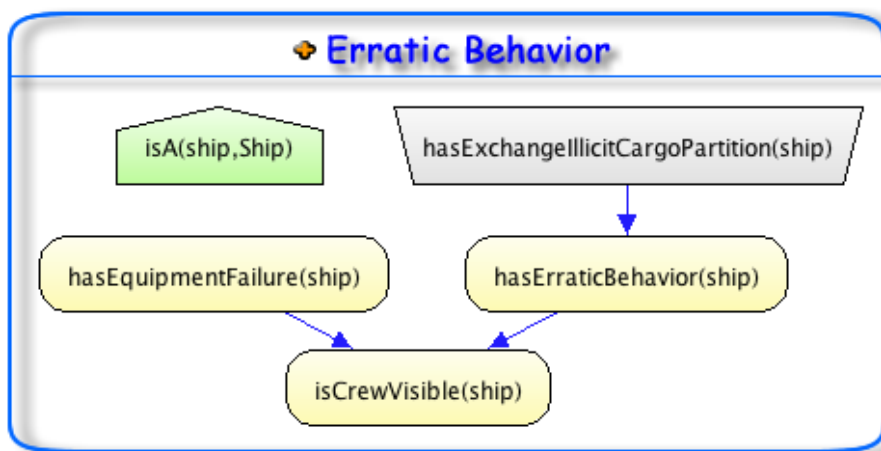 Erratic Behavior
isA(ship,Ship)
hasExchangeIllicitCargoPartition(ship)
hasEquipmentFailure(ship)
hasErraticBehavior(ship)
isCrewVisible(ship)